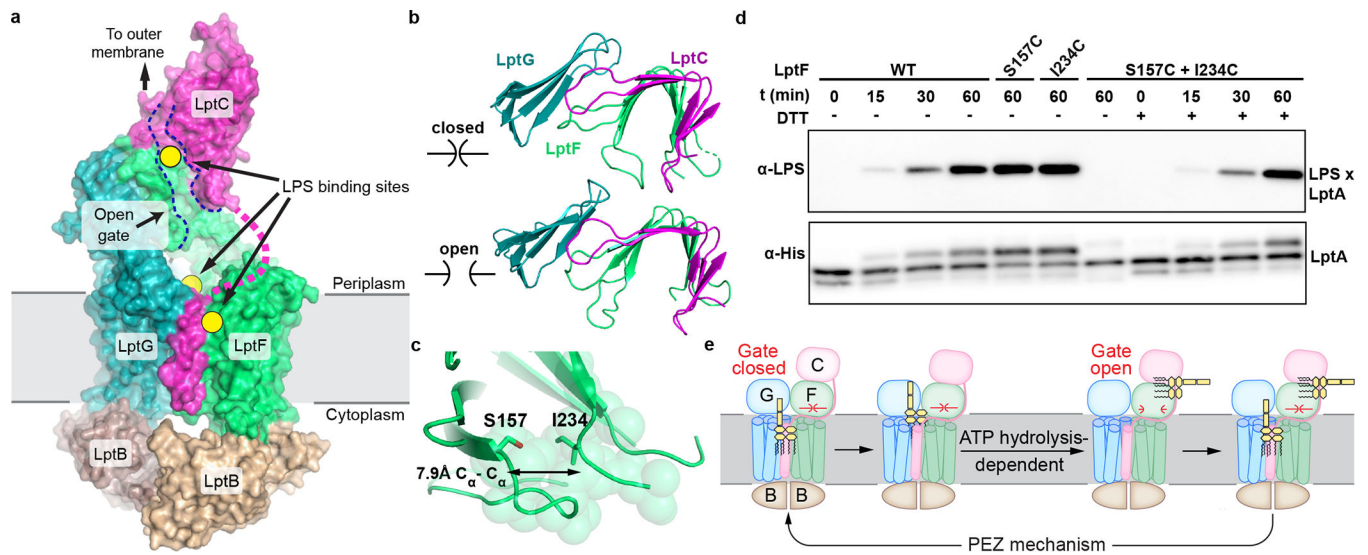 a
To outer
membrane
LptC
LPS binding sites
Open
gate
Periplasm
LptG
LptF
Cytoplasm
LptB
LptB
b
LptG
LptC
closed
LptF
open
c
S157
I234
7.9Å Cα - Cα
d
LptF WT S157C I234C S157C + I234C
t (min) 0 15 30 60 60 60 60 0 15 30 60
DTT - - - - - - - + + + +
α-LPS
LPS x
LptA
α-His
LptA
e
Gate
closed
C
G
F
B B
ATP hydrolysis-
dependent
Gate
open
PEZ mechanism